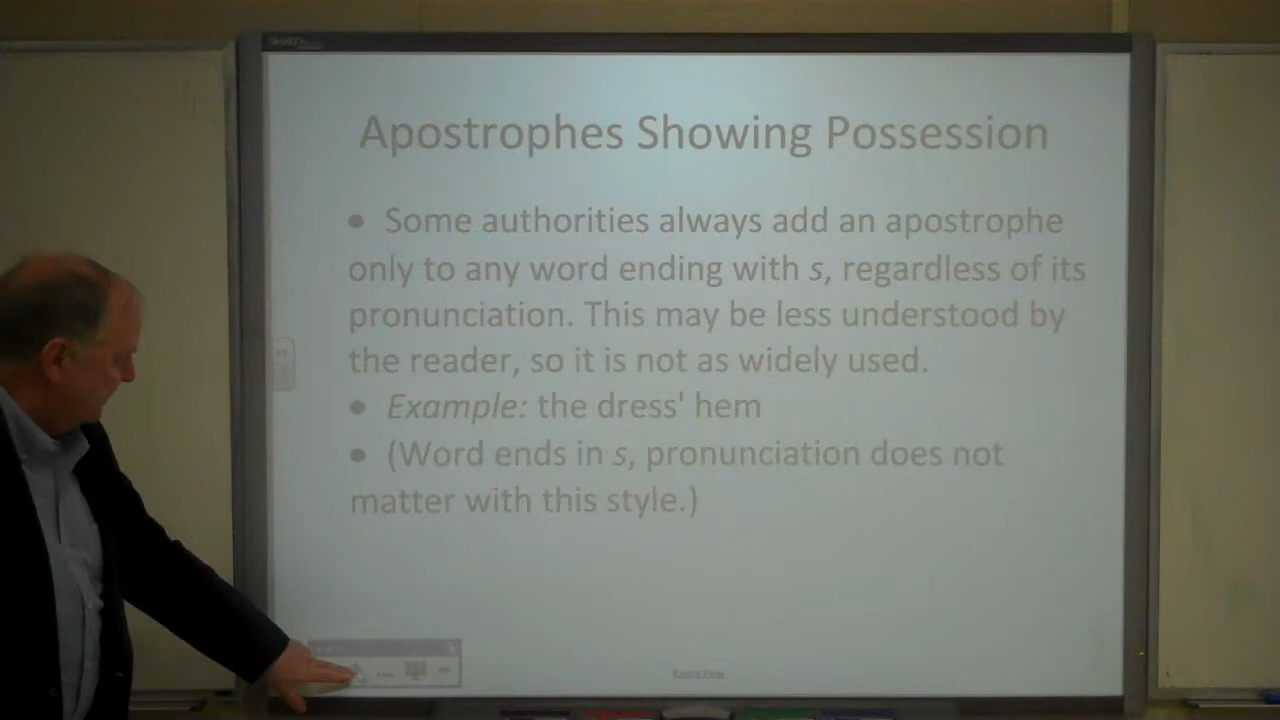 Apostrophes Showing Possession
• Some authorities always add an apostrophe
only to any word ending with s, regardless of its
pronunciation. This may be less understood by
the reader, so it is not as widely used.
• Example: the dress' hem
• (Word ends in s, pronunciation does not
matter with this style.)